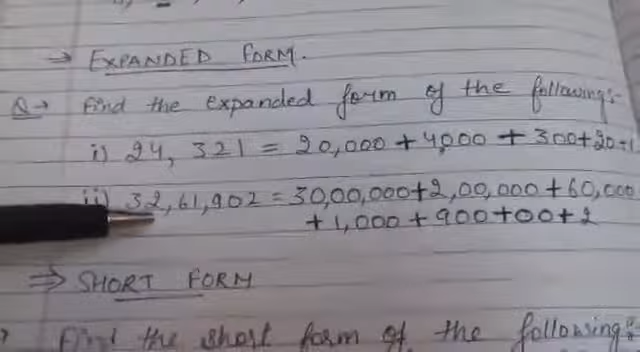 → EXPANDED FORM.
Q→ Find the expanded form of the following:-
i) 24, 321 = 20,000 + 4,000 + 300+20+1
ii) 32,61,902 = 30,00,000+2,00,000 + 60,000
+ 1,000 + 900 +00+2
⇒ SHORT FORM
Find the short form of the following:-